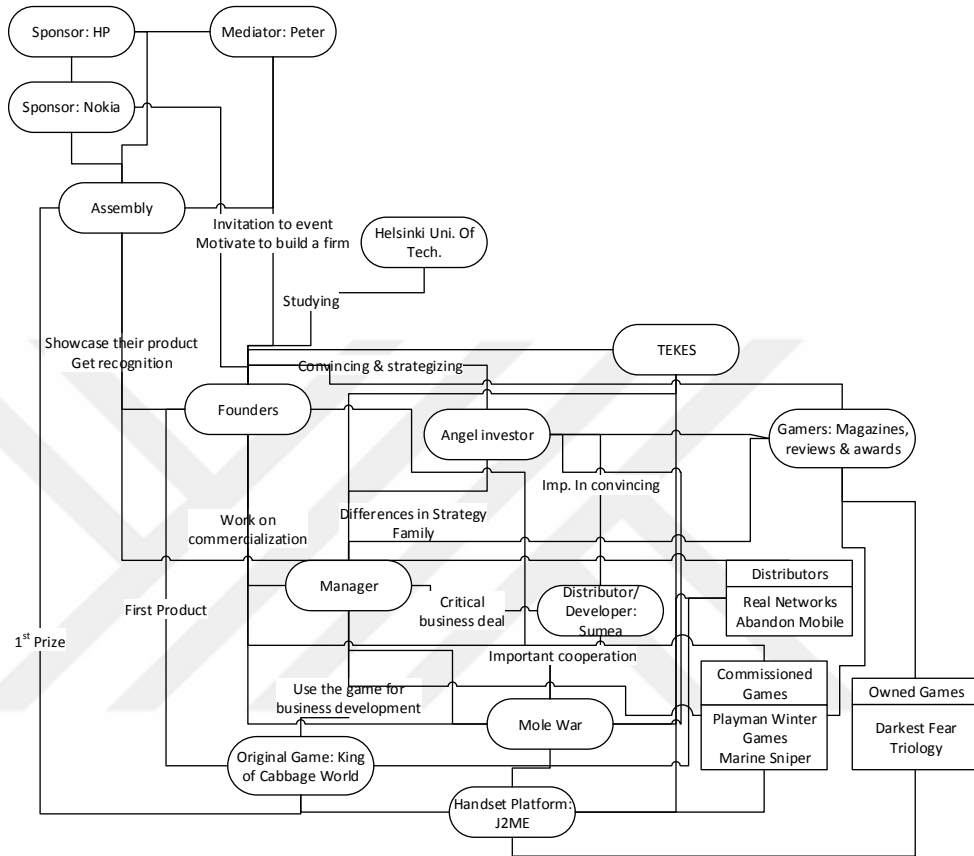 Sponsor: HP
Mediator: Peter
Sponsor: Nokia
Assembly
Invitation to event
Motivate to build a firm
Helsinki Uni. Of
Tech.
Studying
Showcase their product
Get recognition
TEKES
Convincing & strategizing
Founders
Angel investor
Gamers: Magazines,
reviews & awards
Imp. In convincing
Differences in Strategy
Family
Work on
commercialization
Manager
Distributors
Real Networks
Abandon Mobile
First Product
Critical
business deal
Distributor/
Developer:
Sumea
1st Prize
Important cooperation
Commissioned
Games
Playman Winter
Games
Marine Sniper
Owned Games
Darkest Fear
Triology
Use the game for
business development
Mole War
Original Game: King
of Cabbage World
Handset Platform:
J2ME